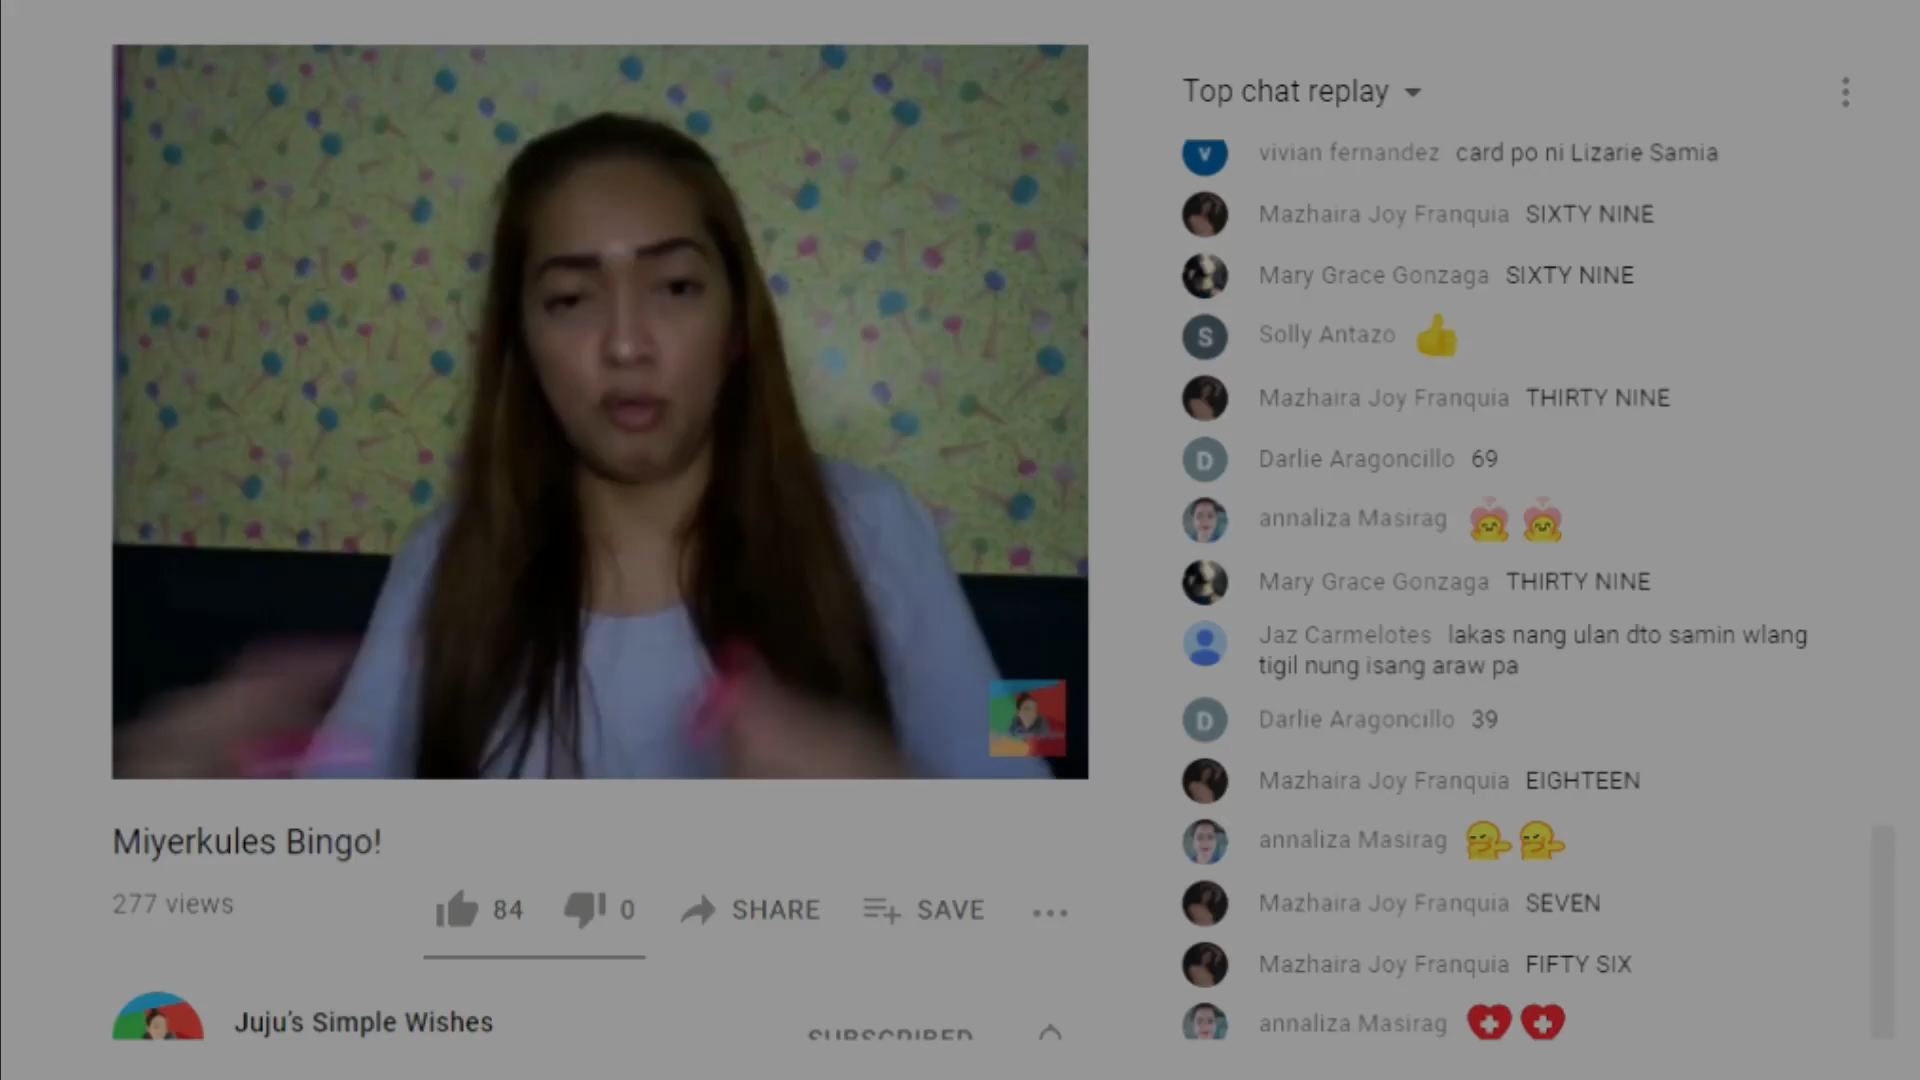 Top chat replay
V vivian fernandez card po ni Lizarie Samia
Mazhaira Joy Franquia SIXTY NINE
Mary Grace Gonzaga SIXTY NINE
S Solly Antazo
Mazhaira Joy Franquia THIRTY NINE
D Darlie Aragoncillo 69
annaliza Masirag
Mary Grace Gonzaga THIRTY NINE
Jaz Carmelotes lakas nang ulan dto samin wlang
tigil nung isang araw pa
D Darlie Aragoncillo 39
Mazhaira Joy Franquia EIGHTEEN
annaliza Masirag
Mazhaira Joy Franquia SEVEN
Mazhaira Joy Franquia FIFTY SIX
annaliza Masirag
Miyerkules Bingo!
277 views
84 0 SHARE SAVE
Juju's Simple Wishes
SUBSCRIBED